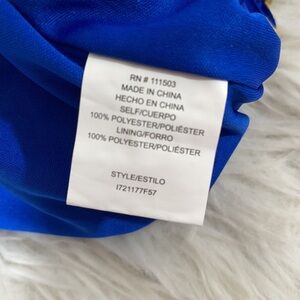 RN # 111503
MADE IN CHINA
HECHO EN CHINA
SELF/CUERPO
100% POLYESTER/POLIÉSTER
LINING/FORRO
100% POLYESTER/POLIÉSTER
STYLE/ESTILO
I721177F57